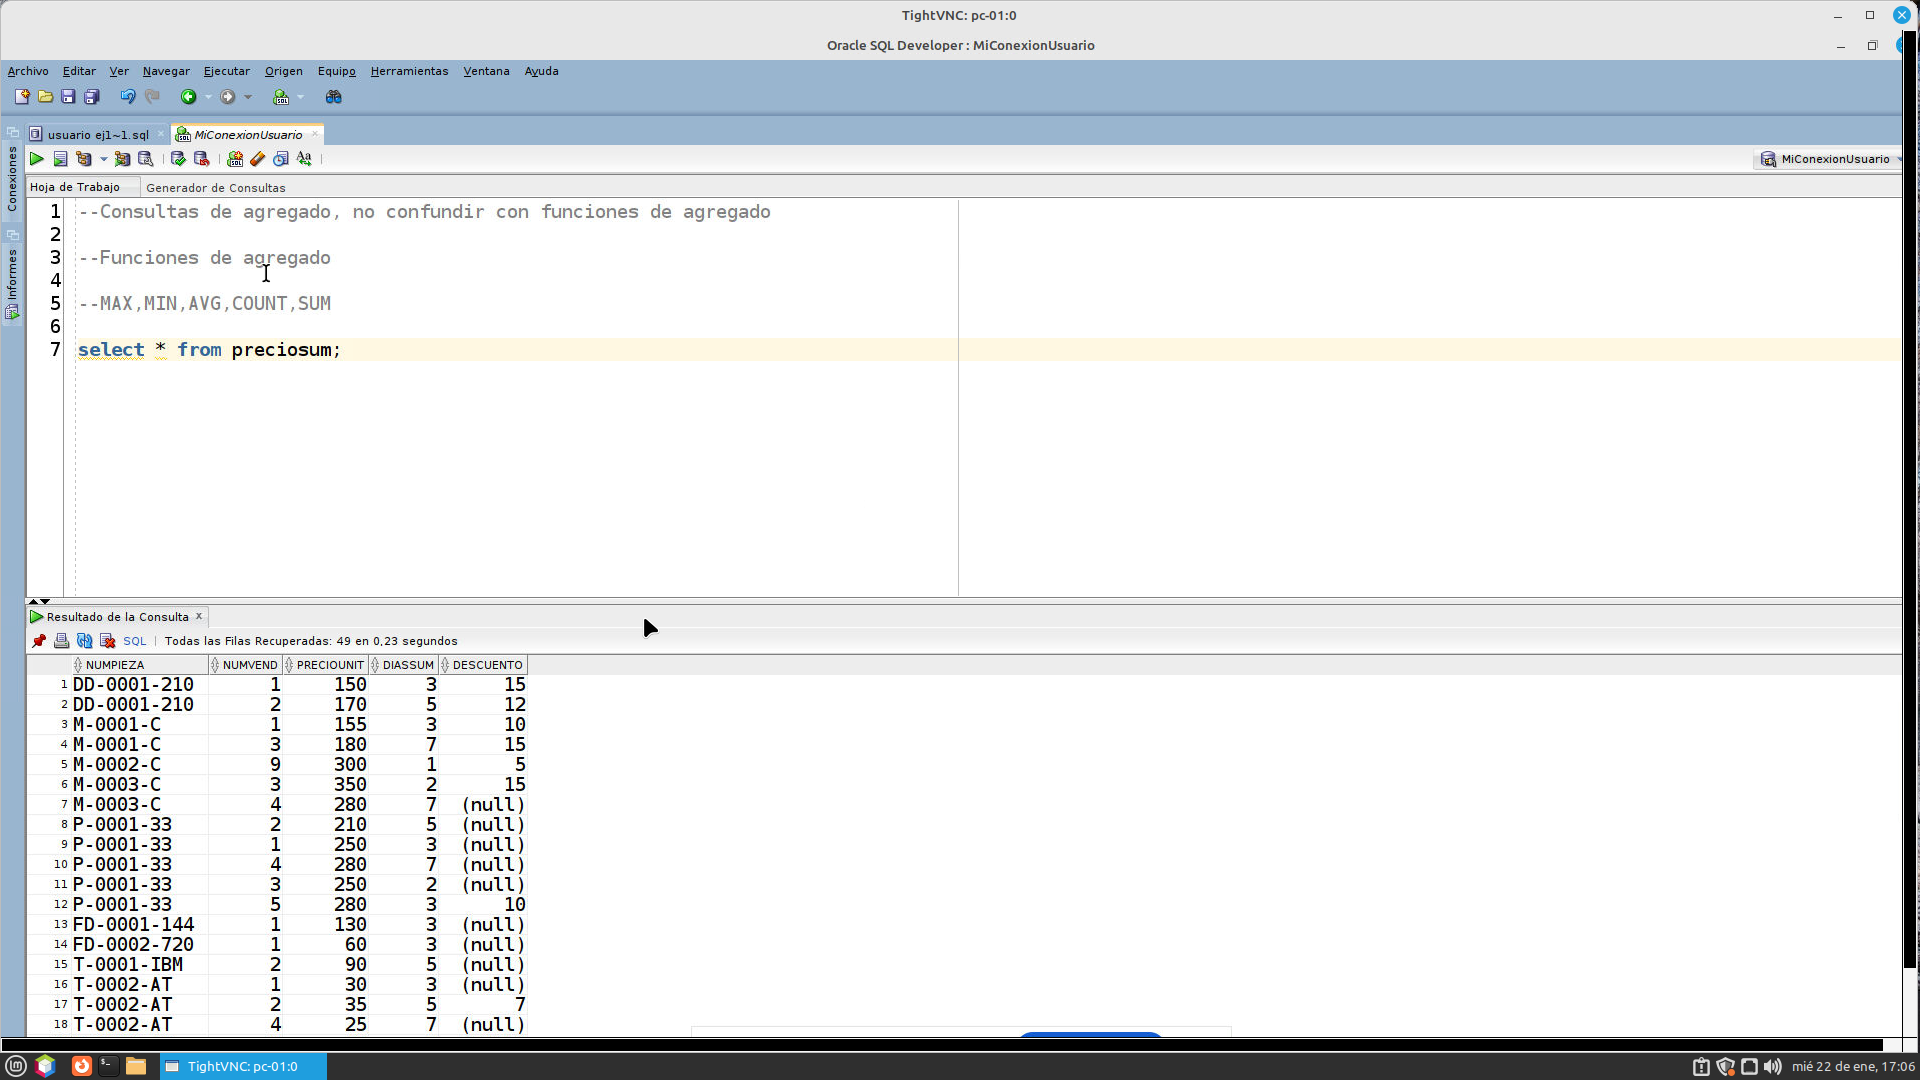 TightVNC: pc-01:0
Oracle SQL Developer : MiConexionUsuario
Archivo Editar Ver Navegar Ejecutar Origen Equipo Herramientas Ventana Ayuda
usuario ej1~1.sql MiConexionUsuario
MiConexionUsuario
Conexiones
Informes
Hoja de Trabajo Generador de Consultas
1 --Consultas de agregado, no confundir con funciones de agregado
2
3 --Funciones de agregado
4
5 --MAX,MIN,AVG,COUNT,SUM
6
7 select * from preciosum;
Resultado de la Consulta x
SQL | Todas las Filas Recuperadas: 49 en 0,23 segundos
NUMPIEZA NUMVEND PRECIOUNIT DIASSUM DESCUENTO
1 DD-0001-210 1 150 3 15
2 DD-0001-210 2 170 5 12
3 M-0001-C 1 155 3 10
4 M-0001-C 3 180 7 15
5 M-0002-C 9 300 1 5
6 M-0003-C 3 350 2 15
7 M-0003-C 4 280 7 (null)
8 P-0001-33 2 210 5 (null)
9 P-0001-33 1 250 3 (null)
10 P-0001-33 4 280 7 (null)
11 P-0001-33 3 250 2 (null)
12 P-0001-33 5 280 3 10
13 FD-0001-144 1 130 3 (null)
14 FD-0002-720 1 60 3 (null)
15 T-0001-IBM 2 90 5 (null)
16 T-0002-AT 1 30 3 (null)
17 T-0002-AT 2 35 5 7
18 T-0002-AT 4 25 7 (null)
TightVNC: pc-01:0
mié 22 de ene, 17:06